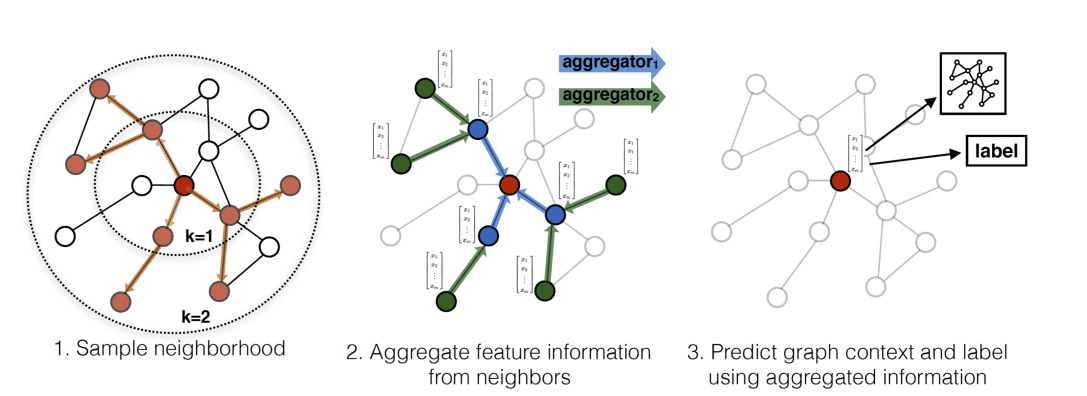 aggregator₁
aggregator₂
label
k=1
k=2
1. Sample neighborhood
2. Aggregate feature information
from neighbors
3. Predict graph context and label
using aggregated information